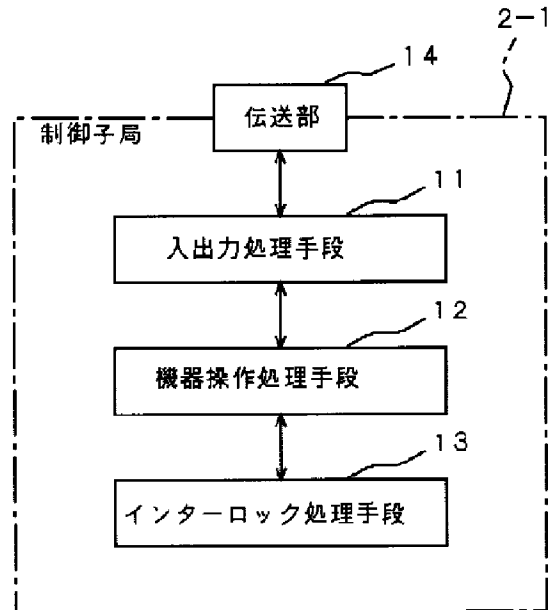 2-1
14
伝送部
制御子局
11
入出力処理手段
12
機器操作処理手段
13
インターロック処理手段